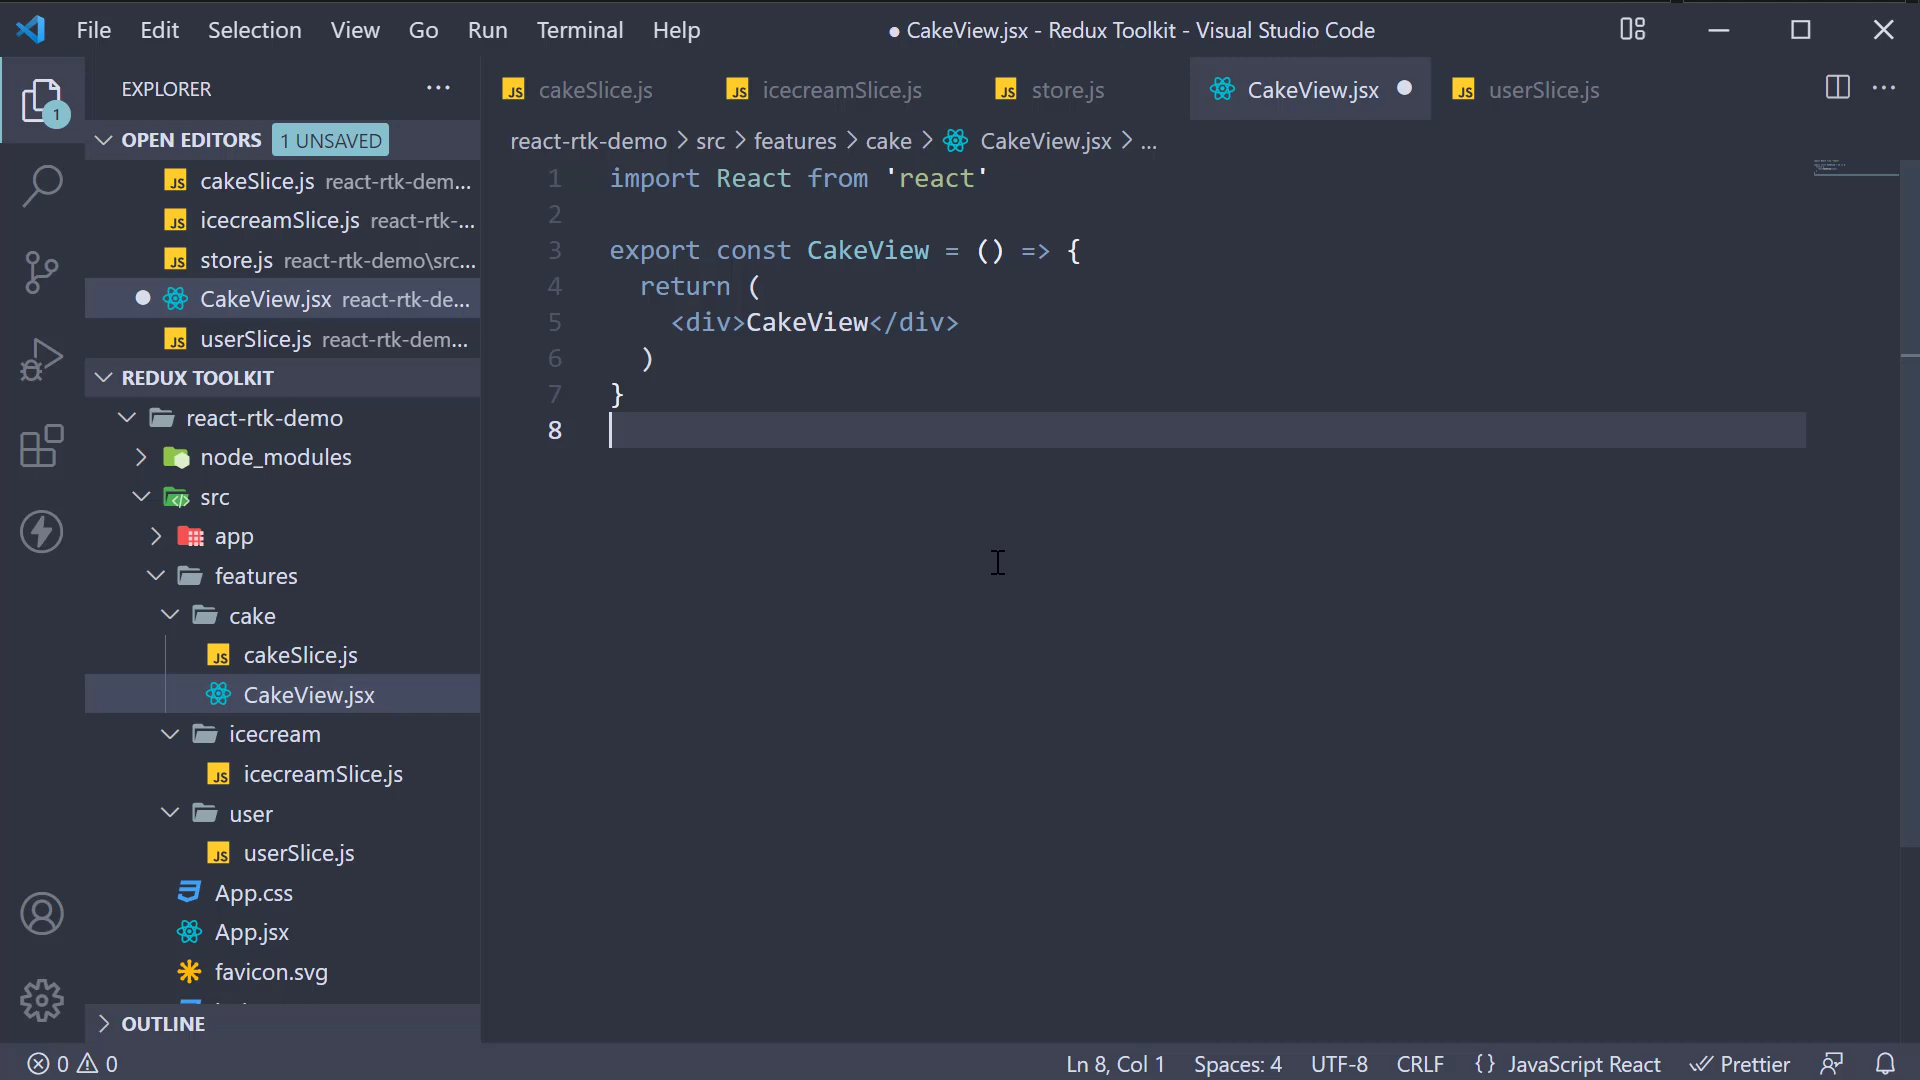 File Edit Selection View Go Run Terminal Help
● CakeView.jsx - Redux Toolkit - Visual Studio Code
EXPLORER
1
OPEN EDITORS 1 UNSAVED
cakeSlice.js react-rtk-dem...
icecreamSlice.js react-rtk-...
store.js react-rtk-demo\src...
CakeView.jsx react-rtk-de...
userSlice.js react-rtk-dem...
REDUX TOOLKIT
react-rtk-demo
node_modules
src
app
features
cake
cakeSlice.js
CakeView.jsx
icecream
icecreamSlice.js
user
userSlice.js
App.css
App.jsx
favicon.svg
OUTLINE
cakeSlice.js icecreamSlice.js store.js CakeView.jsx userSlice.js
react-rtk-demo > src > features > cake > CakeView.jsx > ...
1 import React from 'react'
2
3 export const CakeView = () => {
4 return (
5 <div>CakeView</div>
6 )
7 }
8
0 0
Ln 8, Col 1 Spaces: 4 UTF-8 CRLF {} JavaScript React Prettier